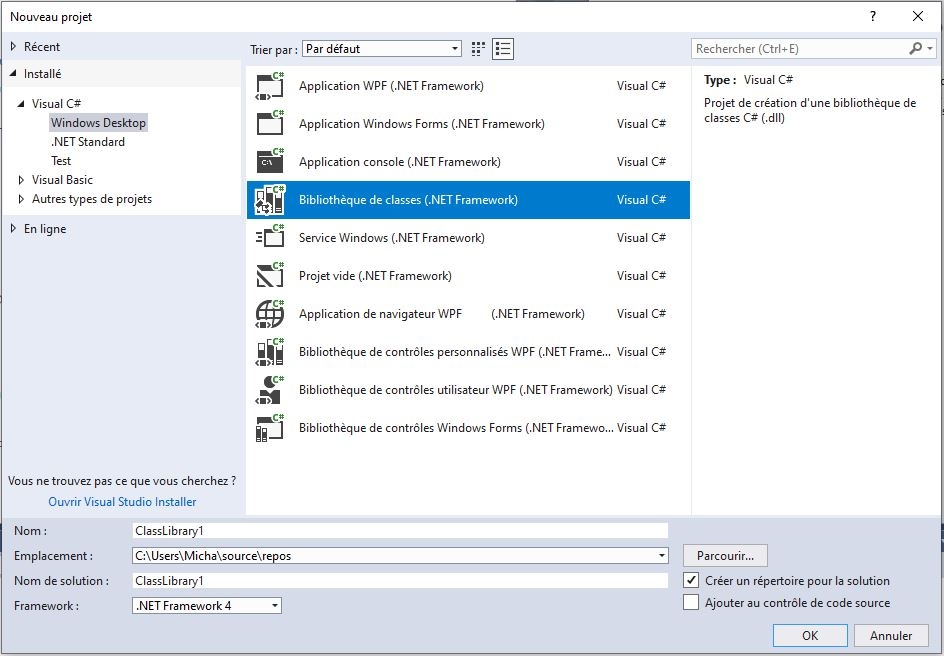 Nouveau projet
?
Récent
Installé
Visual C#
Windows Desktop
.NET Standard
Test
Visual Basic
Autres types de projets
En ligne
Vous ne trouvez pas ce que vous cherchez ?
Ouvrir Visual Studio Installer
Trier par : Par défaut
C# Application WPF (.NET Framework) Visual C#
C# Application Windows Forms (.NET Framework) Visual C#
C# C:\ Application console (.NET Framework) Visual C#
C# Bibliothèque de classes (.NET Framework) Visual C#
C# Service Windows (.NET Framework) Visual C#
C# Projet vide (.NET Framework) Visual C#
C# Application de navigateur WPF (.NET Framework) Visual C#
C# Bibliothèque de contrôles personnalisés WPF (.NET Frame... Visual C#
C# Bibliothèque de contrôles utilisateur WPF (.NET Framework) Visual C#
C# Bibliothèque de contrôles Windows Forms (.NET Framewo... Visual C#
Rechercher (Ctrl+E)
Type : Visual C#
Projet de création d'une bibliothèque de
classes C# (.dll)
Nom : ClassLibrary1
Emplacement : C:\Users\Micha\source\repos Parcourir...
Nom de solution : ClassLibrary1 Créer un répertoire pour la solution
Framework : .NET Framework 4 Ajouter au contrôle de code source
OK Annuler